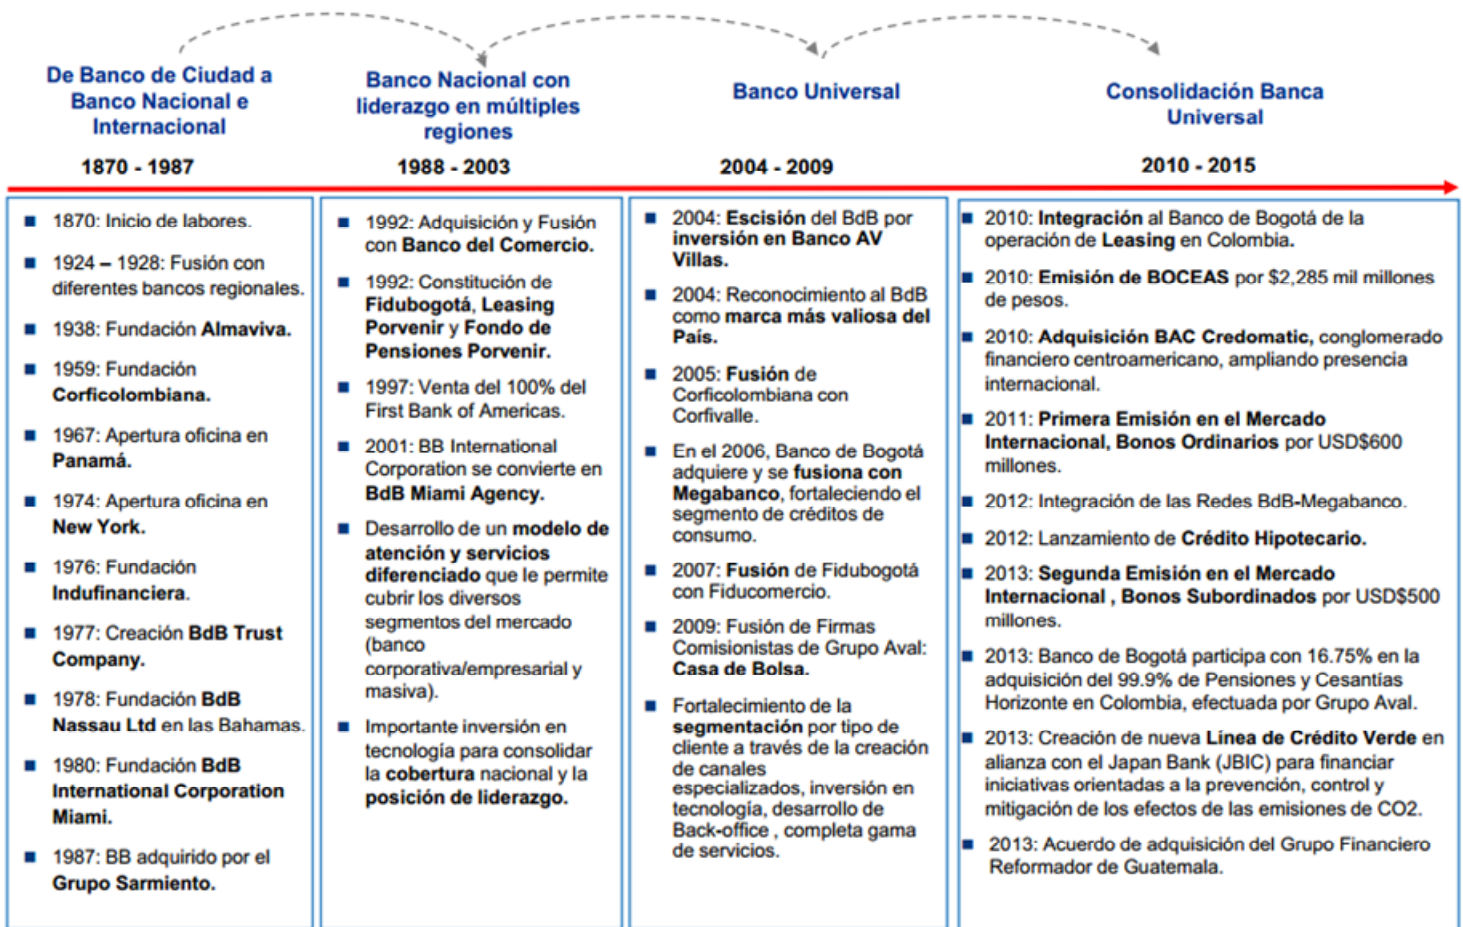 De Banco de Ciudad a
Banco Nacional e
Internacional
1870 - 1987
Banco Nacional con
liderazgo en múltiples
regiones
1988 - 2003
Banco Universal
2004 - 2009
Consolidación Banca
Universal
2010 - 2015
1870: Inicio de labores.
1924 – 1928: Fusión con
diferentes bancos regionales.
1938: Fundación Almaviva.
1959: Fundación
Corficolombiana.
1967: Apertura oficina en
Panamá.
1974: Apertura oficina en
New York.
1976: Fundación
Indufinanciera.
1977: Creación BdB Trust
Company.
1978: Fundación BdB
Nassau Ltd en las Bahamas.
1980: Fundación BdB
International Corporation
Miami.
1987: BB adquirido por el
Grupo Sarmiento.
1992: Adquisición y Fusión
con Banco del Comercio.
1992: Constitución de
Fidubogotá, Leasing
Porvenir y Fondo de
Pensiones Porvenir.
1997: Venta del 100% del
First Bank of Americas.
2001: BB International
Corporation se convierte en
BdB Miami Agency.
Desarrollo de un modelo de
atención y servicios
diferenciado que le permite
cubrir los diversos
segmentos del mercado
(banco
corporativa/empresarial y
masiva).
Importante inversión en
tecnología para consolidar
la cobertura nacional y la
posición de liderazgo.
2004: Escisión del BdB por
inversión en Banco AV
Villas.
2004: Reconocimiento al BdB
como marca más valiosa del
País.
2005: Fusión de
Corficolombiana con
Corfivalle.
En el 2006, Banco de Bogotá
adquiere y se fusiona con
Megabanco, fortaleciendo el
segmento de créditos de
consumo.
2007: Fusión de Fidubogotá
con Fiducomercio.
2009: Fusión de Firmas
Comisionistas de Grupo Aval:
Casa de Bolsa.
Fortalecimiento de la
segmentación por tipo de
cliente a través de la creación
de canales
especializados, inversión en
tecnología, desarrollo de
Back-office , completa gama
de servicios.
2010: Integración al Banco de Bogotá de la
operación de Leasing en Colombia.
2010: Emisión de BOCEAS por $2,285 mil millones
de pesos.
2010: Adquisición BAC Credomatic, conglomerado
financiero centroamericano, ampliando presencia
internacional.
2011: Primera Emisión en el Mercado
Internacional, Bonos Ordinarios por USD$600
millones.
2012: Integración de las Redes BdB-Megabanco.
2012: Lanzamiento de Crédito Hipotecario.
2013: Segunda Emisión en el Mercado
Internacional , Bonos Subordinados por USD$500
millones.
2013: Banco de Bogotá participa con 16.75% en la
adquisición del 99.9% de Pensiones y Cesantías
Horizonte en Colombia, efectuada por Grupo Aval.
2013: Creación de nueva Línea de Crédito Verde en
alianza con el Japan Bank (JBIC) para financiar
iniciativas orientadas a la prevención, control y
mitigación de los efectos de las emisiones de CO2.
2013: Acuerdo de adquisición del Grupo Financiero
Reformador de Guatemala.